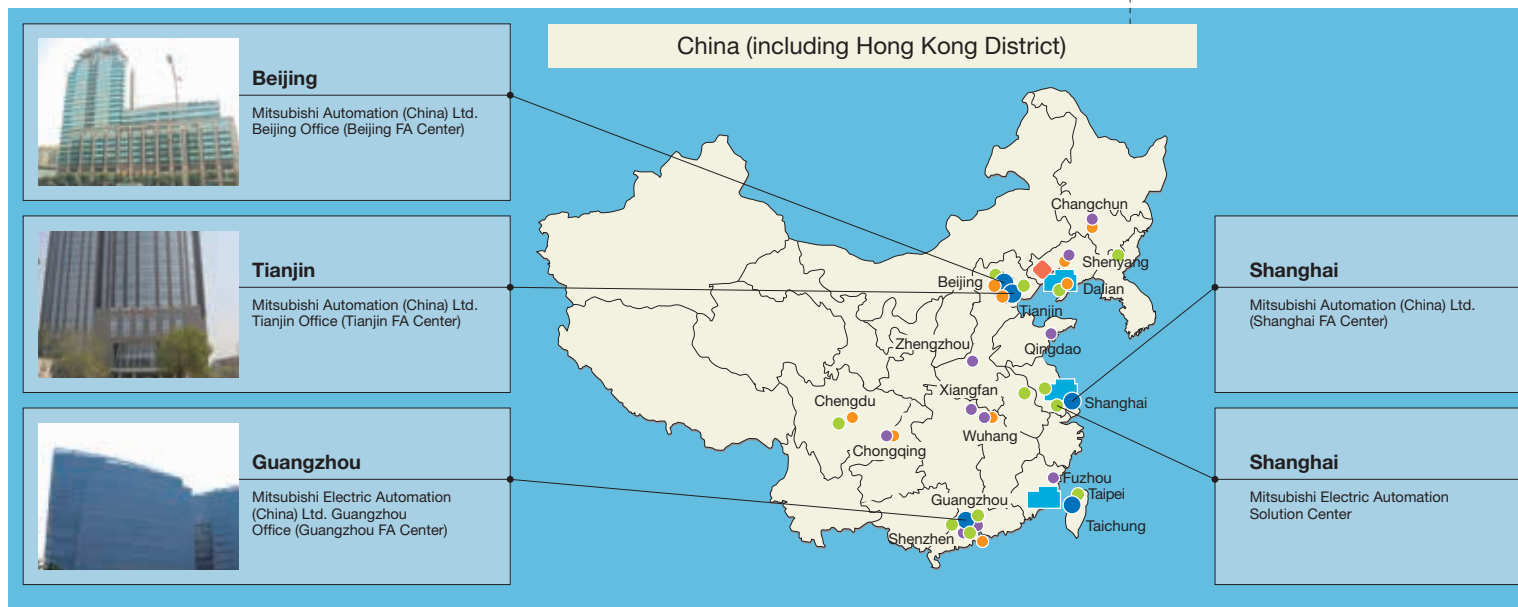 China (including Hong Kong District)
Beijing
Mitsubishi Automation (China) Ltd.
Beijing Office (Beijing FA Center)
Tianjin
Mitsubishi Automation (China) Ltd.
Tianjin Office (Tianjin FA Center)
Guangzhou
Mitsubishi Electric Automation
(China) Ltd. Guangzhou
Office (Guangzhou FA Center)
Changchun
Shenyang
Beijing
Dalian
Tianjin
Zhengzhou
Qingdao
Xiangfan
Chengdu
Shanghai
Wuhang
Chongqing
Fuzhou
Guangzhou
Taipei
Taichung
Shenzhen
Shanghai
Mitsubishi Automation (China) Ltd.
(Shanghai FA Center)
Shanghai
Mitsubishi Electric Automation
Solution Center